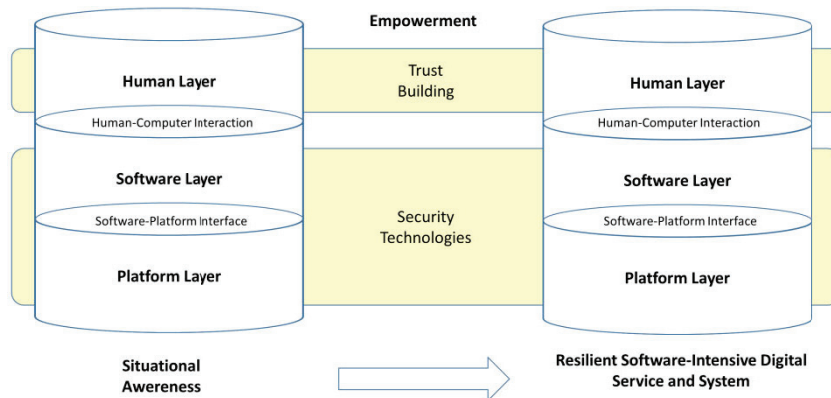 Empowerment
Human Layer
Trust
Building
Human Layer
Human-Computer Interaction
Human-Computer Interaction
Software Layer
Software Layer
Software-Platform Interface
Security
Technologies
Software-Platform Interface
Platform Layer
Platform Layer
Situational
Awereness
Resilient Software-Intensive Digital
Service and System